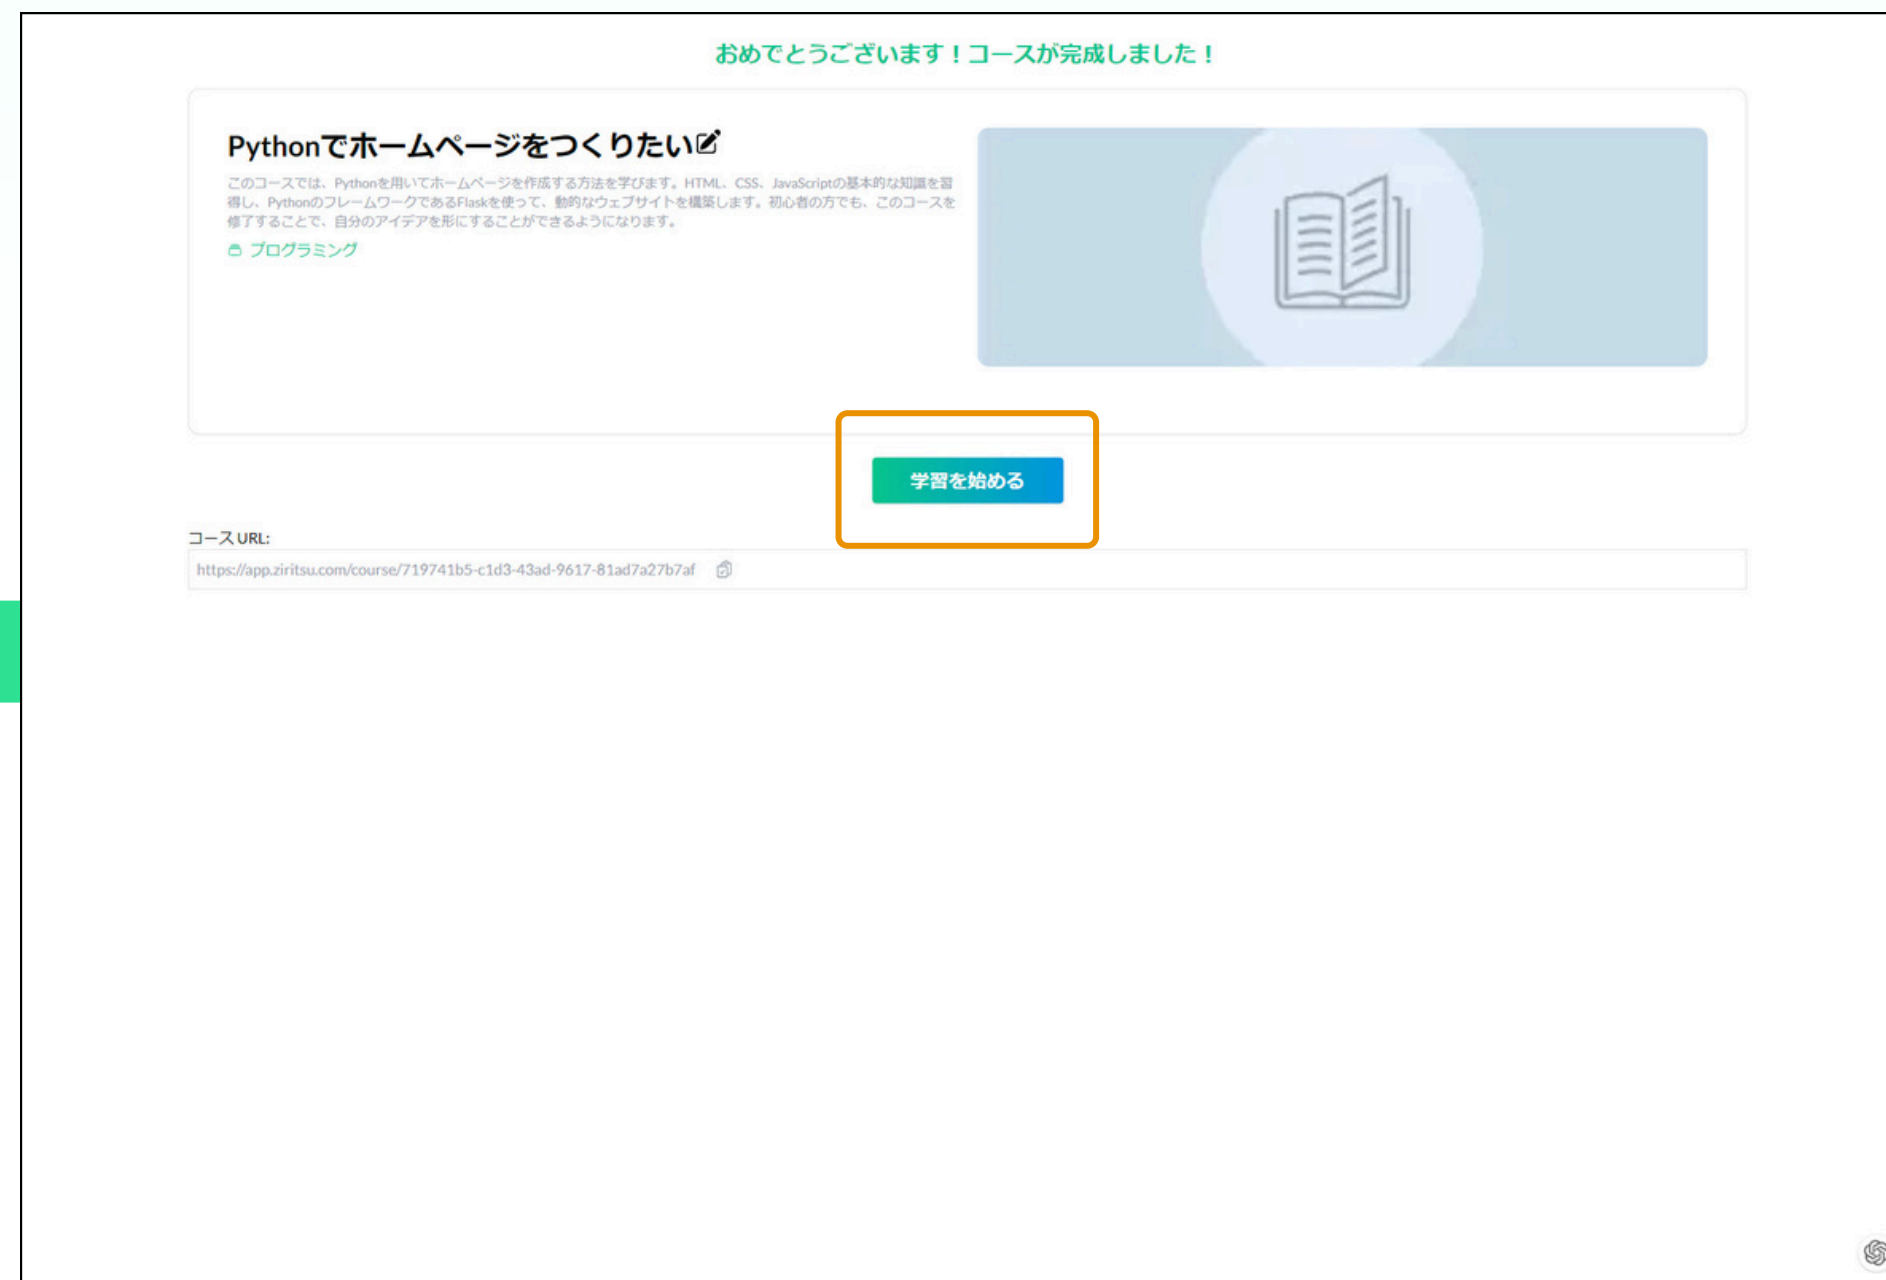 おめでとうございます！コースが完成しました！
Pythonでホームページをつくりたい
このコースでは、Pythonを用いてホームページを作成する方法を学びます。HTML、CSS、JavaScriptの基本的な知識を習
得し、PythonのフレームワークであるFlaskを使って、動的なウェブサイトを構築します。初心者の方でも、このコースを
修了することで、自分のアイデアを形にすることができるようになります。
プログラミング
学習を始める
コース URL:
https://app.ziritsu.com/course/719741b5-c1d3-43ad-9617-81ad7a27b7af